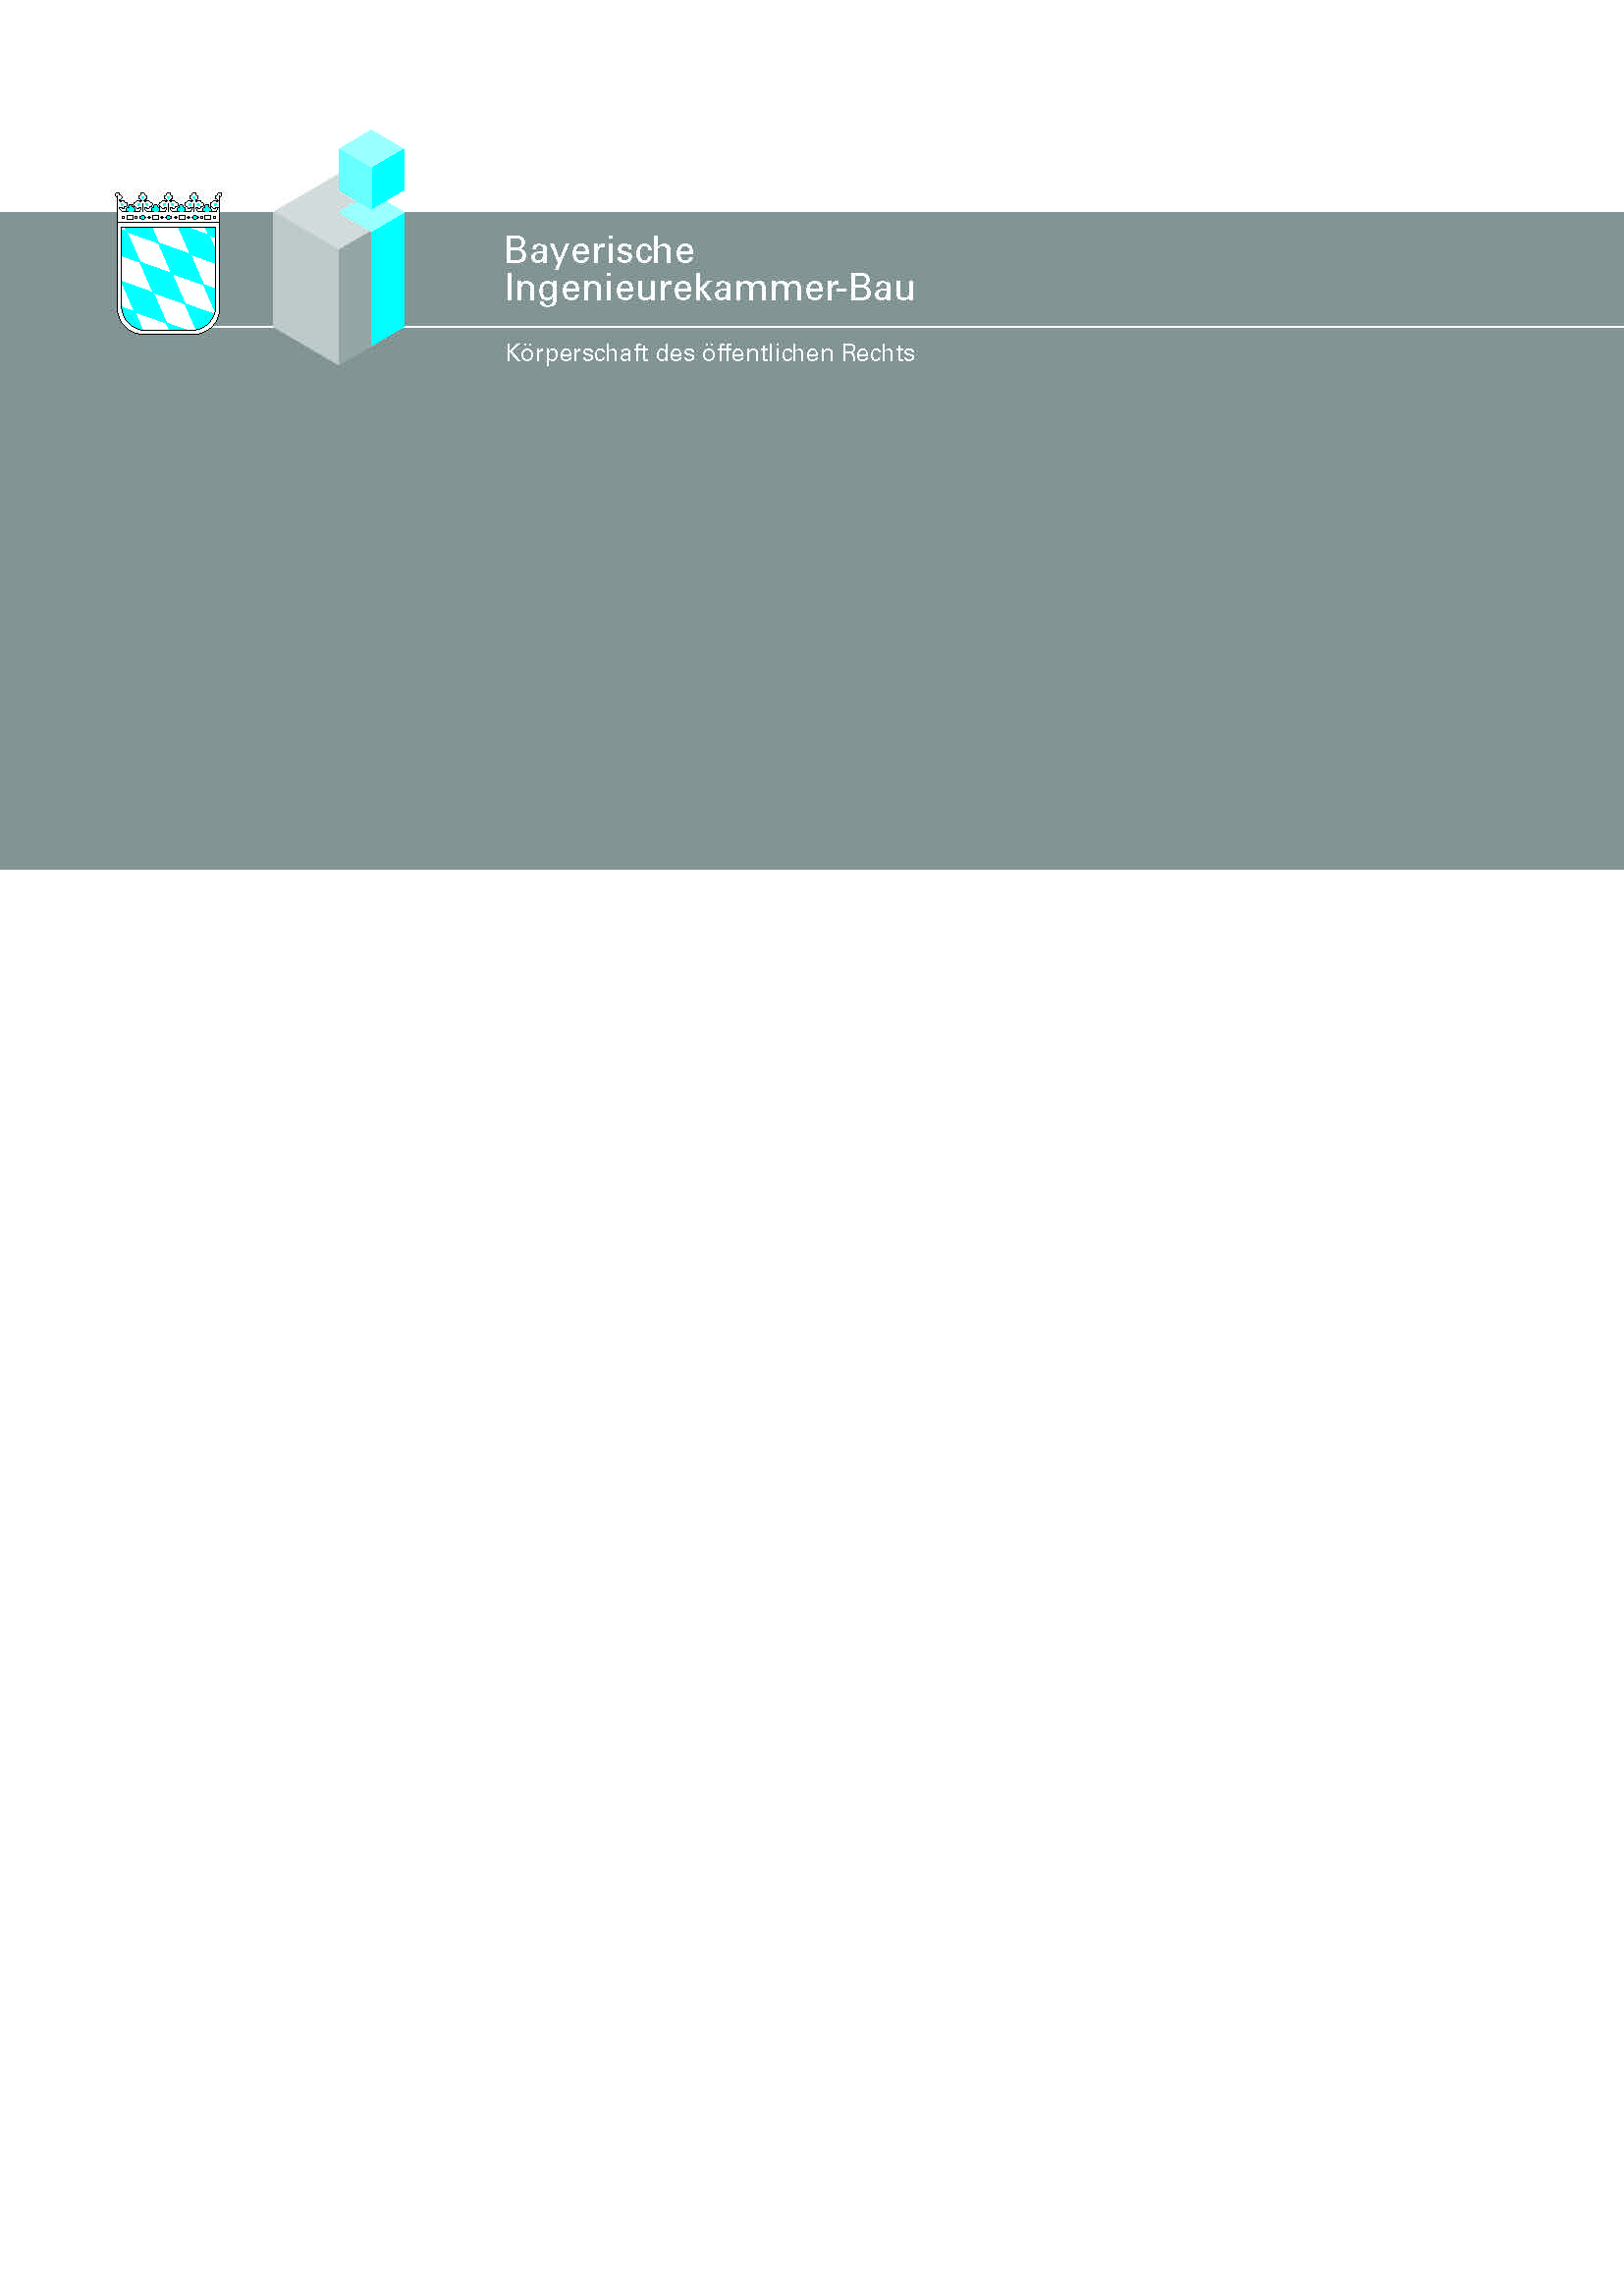 Bayerische
Ingenieurekammer-Bau
Körperschaft des öffentlichen Rechts